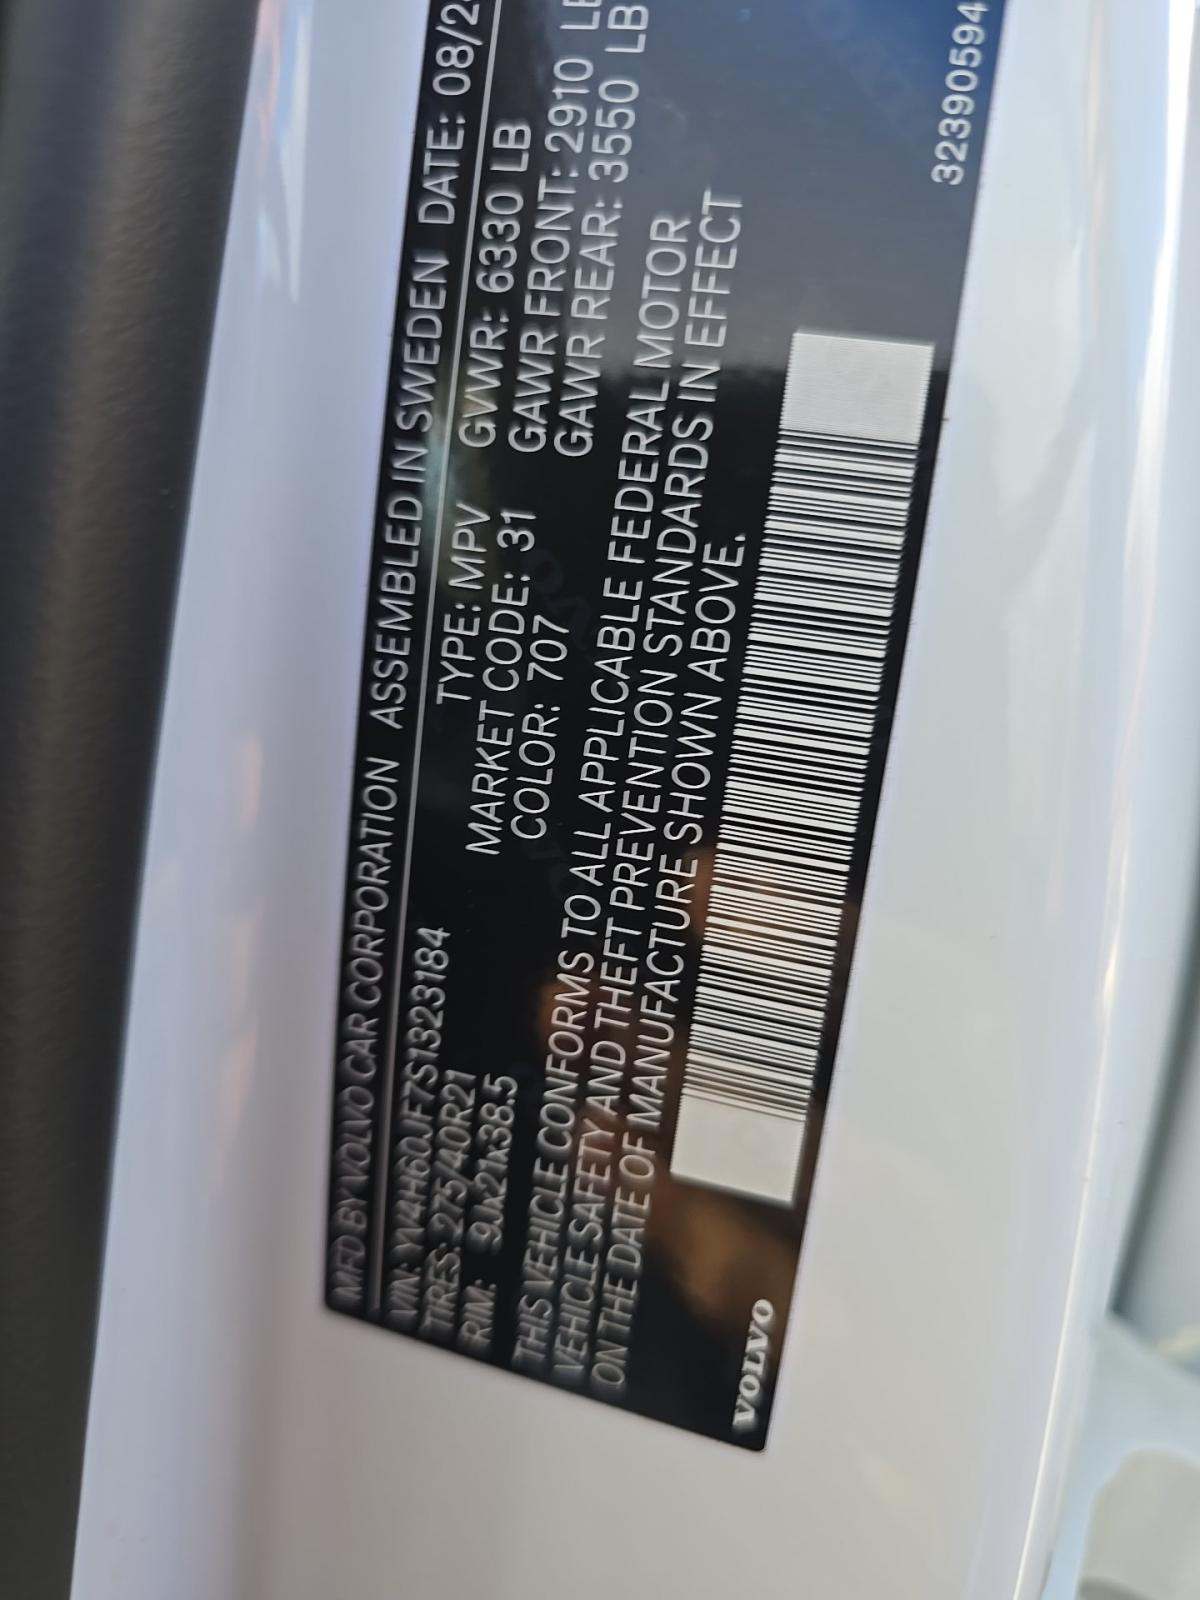 MFD BY VOLVO CAR CORPORATION ASSEMBLED IN SWEDEN DATE: 08/2
VIN: YV4H60JF7S1323184 TYPE: MPV GVWR: 6330 LB
TIRES: 275/40R21 MARKET CODE: 31 GAWR FRONT: 2910 LB
RIM: 9Jx21x38.5 COLOR: 707 GAWR REAR: 3550 LB
THIS VEHICLE CONFORMS TO ALL APPLICABLE FEDERAL MOTOR
VEHICLE SAFETY AND THEFT PREVENTION STANDARDS IN EFFECT
ON THE DATE OF MANUFACTURE SHOWN ABOVE.
VOLVO
32390594